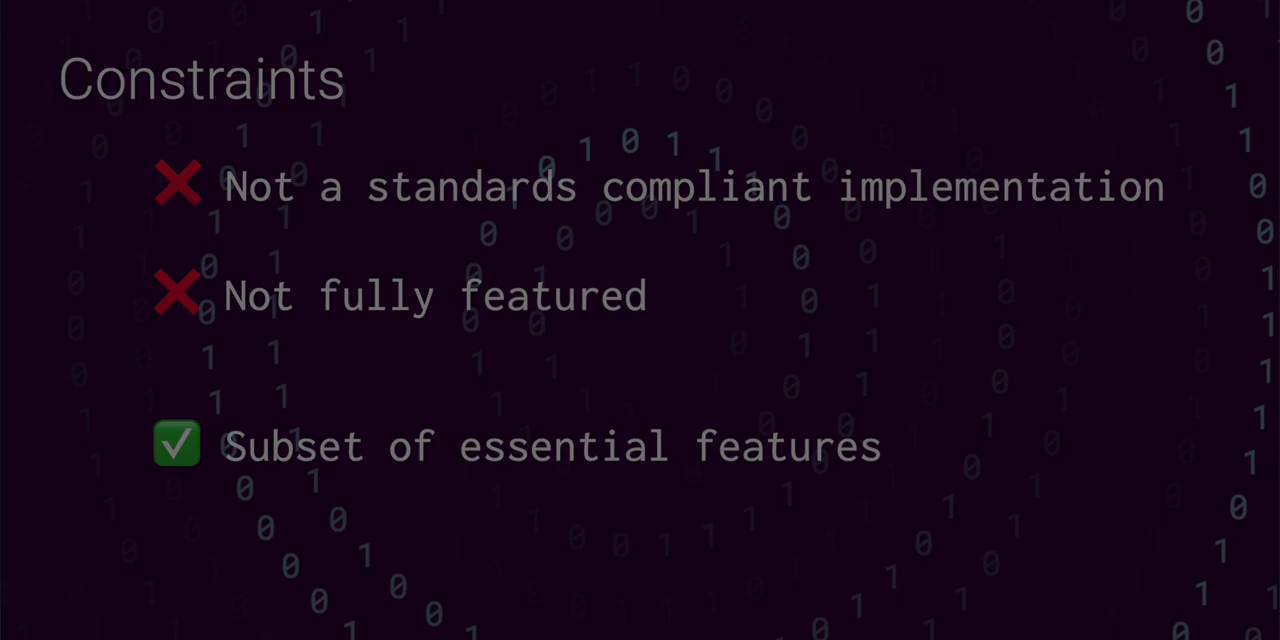 Constraints
❌ Not a standards compliant implementation
❌ Not fully featured
✅ Subset of essential features